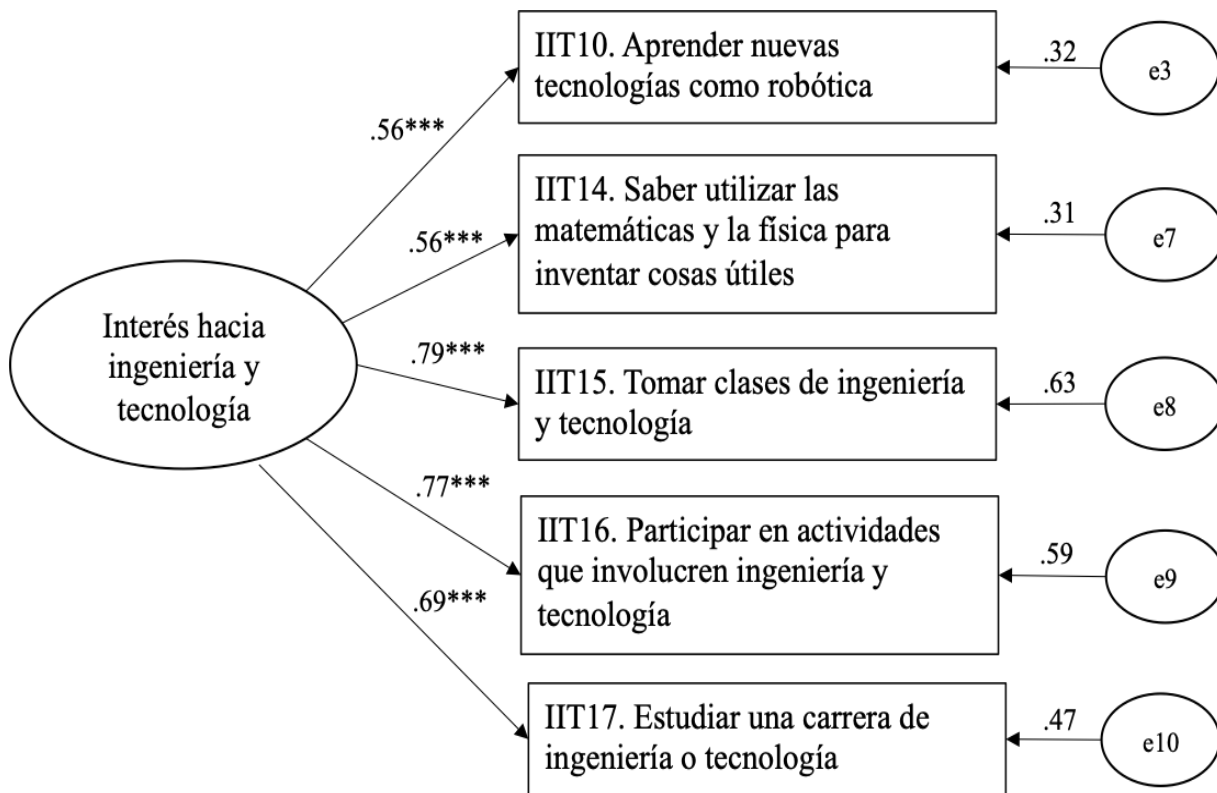 IIT10. Aprender nuevas
tecnologías como robótica
.32
e3
.56***
IIT14. Saber utilizar las
matemáticas y la física para
inventar cosas útiles
.31
e7
.56***
Interés hacia
ingeniería y
tecnología
.79***
IIT15. Tomar clases de ingeniería
y tecnología
.63
e8
.77***
IIT16. Participar en actividades
que involucren ingeniería y
tecnología
.59
e9
.69***
IIT17. Estudiar una carrera de
ingeniería o tecnología
.47
e10